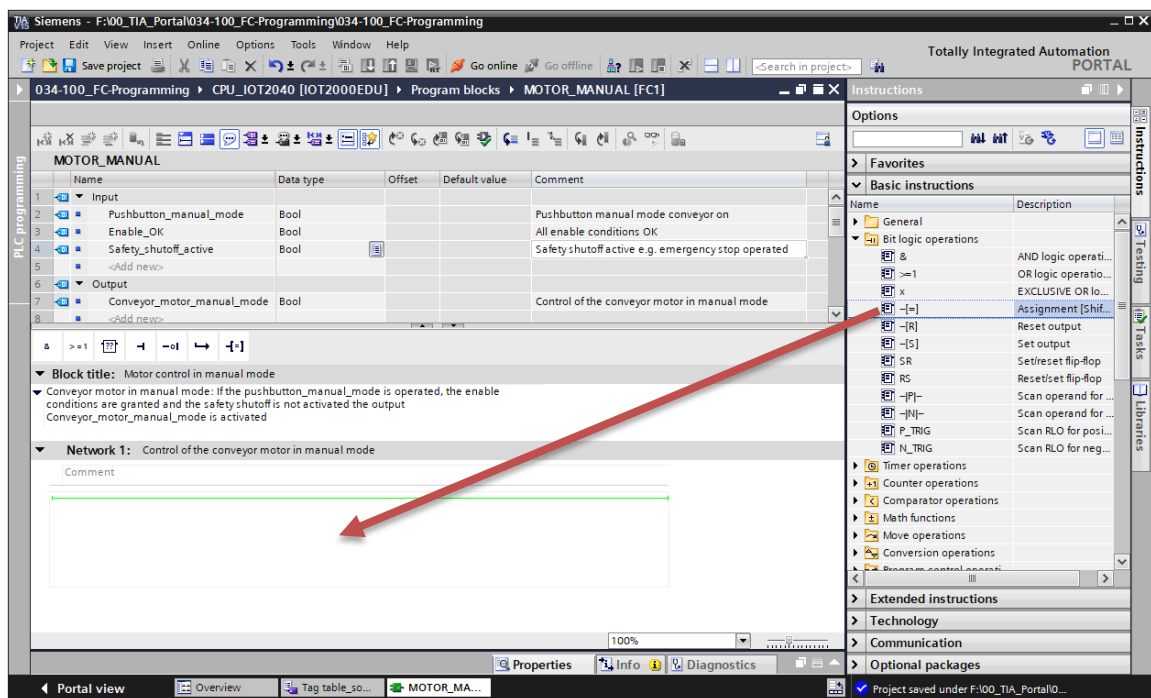 Siemens - F:\00_TIA_Portal\034-100_FC-Programming\034-100_FC-Programming
Project Edit View Insert Online Options Tools Window Help
Totally Integrated Automation
PORTAL
Save project Go online Go offline <Search in project>
034-100_FC-Programming CPU_IOT2040 [IOT2000EDU] Program blocks MOTOR_MANUAL [FC1]
Instructions
Options
MOTOR_MANUAL
Name Data type Offset Default value Comment
1 Input
2 Pushbutton_manual_mode Bool Pushbutton manual mode conveyor on
3 Enable_OK Bool All enable conditions OK
4 Safety_shutoff_active Bool Safety shutoff active e.g. emergency stop operated
5 <Add new>
6 Output
7 Conveyor_motor_manual_mode Bool Control of the conveyor motor in manual mode
8 <Add new>
& >=1 ?? -| -o| -[=]
Block title: Motor control in manual mode
Conveyor motor in manual mode: If the pushbutton_manual_mode is operated, the enable
conditions are granted and the safety shutoff is not activated the output
Conveyor_motor_manual_mode is activated
Network 1: Control of the conveyor motor in manual mode
Comment
100%
Properties Info Diagnostics
Favorites
Basic instructions
Name Description
General
Bit logic operations
& AND logic operati...
>=1 OR logic operatio...
x EXCLUSIVE OR lo...
-[=] Assignment [Shif...
-[R] Reset output
-[S] Set output
SR Set/reset flip-flop
RS Reset/set flip-flop
-|P|- Scan operand for ...
-|N|- Scan operand for ...
P_TRIG Scan RLO for posi...
N_TRIG Scan RLO for neg...
Timer operations
Counter operations
Comparator operations
Math functions
Move operations
Conversion operations
Program control operati...
Extended instructions
Technology
Communication
Optional packages
PLC programming
Instructions
Testing
Tasks
Libraries
Portal view Overview Tag table_so... MOTOR_MA...
Project saved under F:\00_TIA_Portal\0...